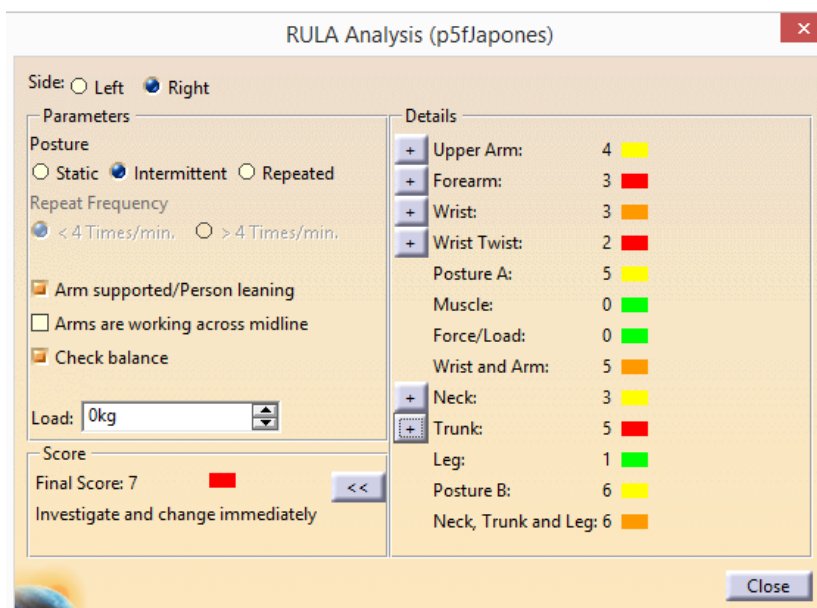 RULA Analysis (p5fJapones)
Side: Left Right
Parameters
Posture
Static Intermittent Repeated
Repeat Frequency
< 4 Times/min. > 4 Times/min.
Arm supported/Person leaning
Arms are working across midline
Check balance
Load: 0kg
Score
Final Score: 7
<<
Investigate and change immediately
Details
+ Upper Arm: 4
+ Forearm: 3
+ Wrist: 3
+ Wrist Twist: 2
Posture A: 5
Muscle: 0
Force/Load: 0
Wrist and Arm: 5
+ Neck: 3
+ Trunk: 5
Leg: 1
Posture B: 6
Neck, Trunk and Leg: 6
Close